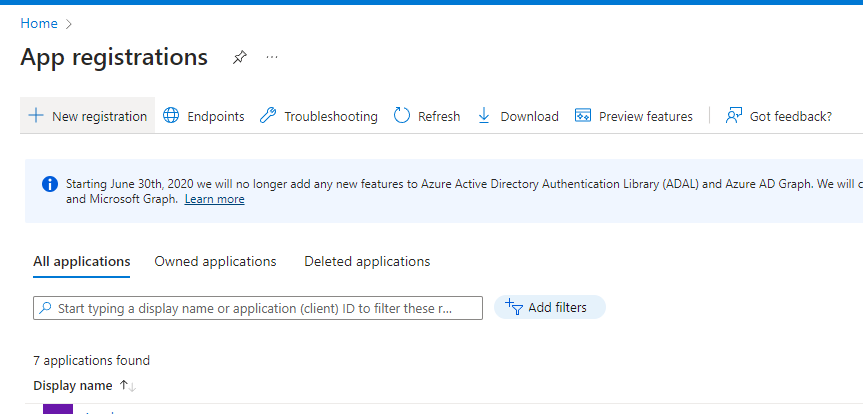 Home
App registrations
New registration Endpoints Troubleshooting Refresh Download Preview features Got feedback?
Starting June 30th, 2020 we will no longer add any new features to Azure Active Directory Authentication Library (ADAL) and Azure AD Graph. We will
and Microsoft Graph. Learn more
All applications Owned applications Deleted applications
Start typing a display name or application (client) ID to filter these r... Add filters
7 applications found
Display name